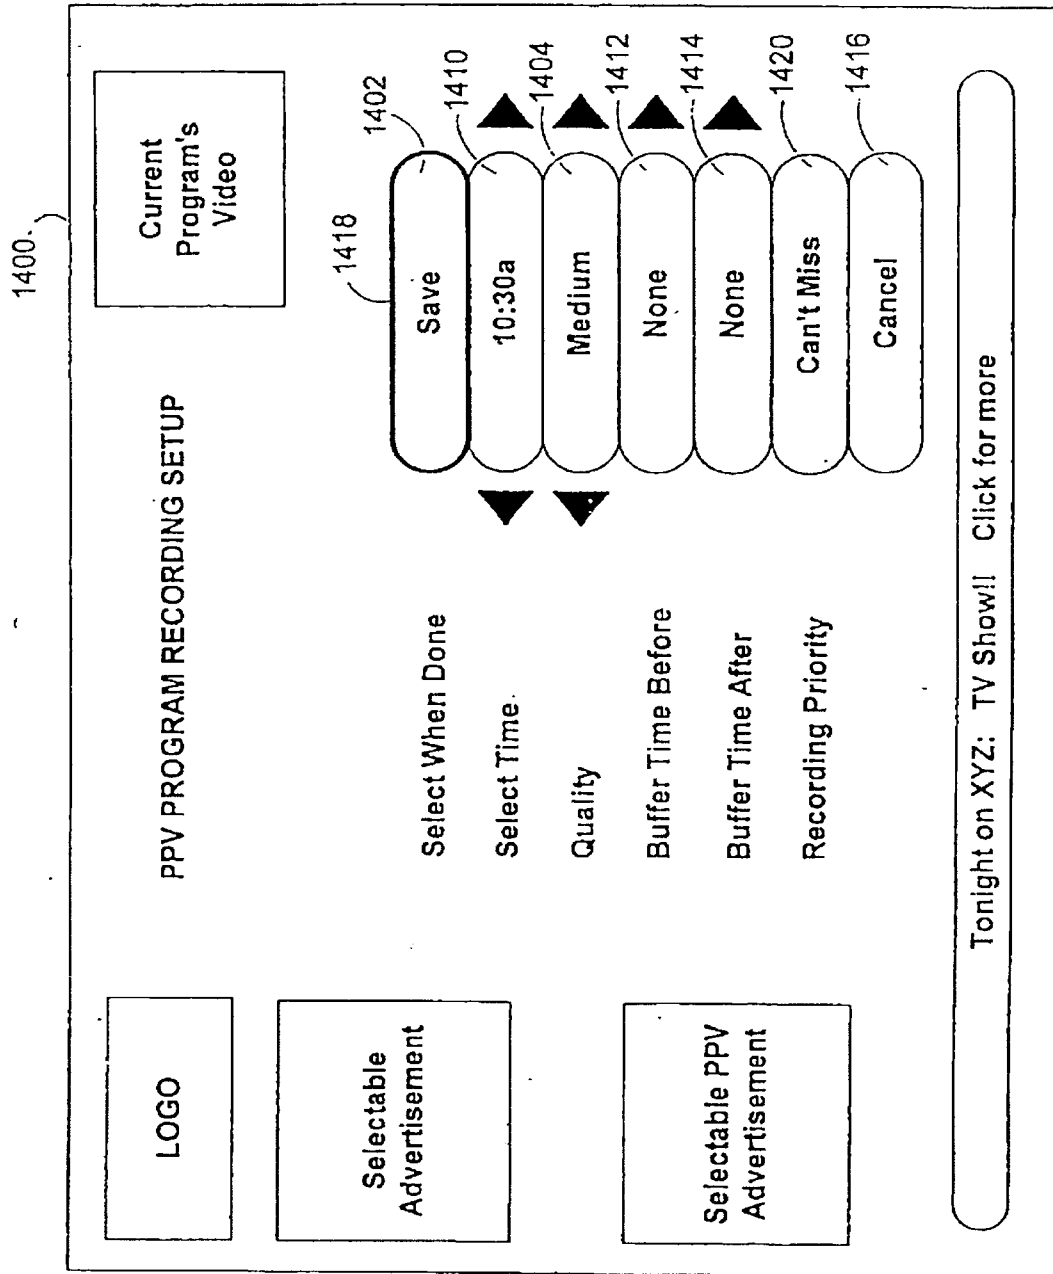 1400
LOGO
PPV PROGRAM RECORDING SETUP
Current
Program's
Video
Selectable
Advertisement
1418
1402
Select When Done
Save
1410
Select Time
10:30a
1404
Quality
Medium
1412
Buffer Time Before
None
1414
Buffer Time After
None
1420
Recording Priority
Can't Miss
1416
Cancel
Selectable PPV
Advertisement
Tonight on XYZ: TV Show!! Click for more